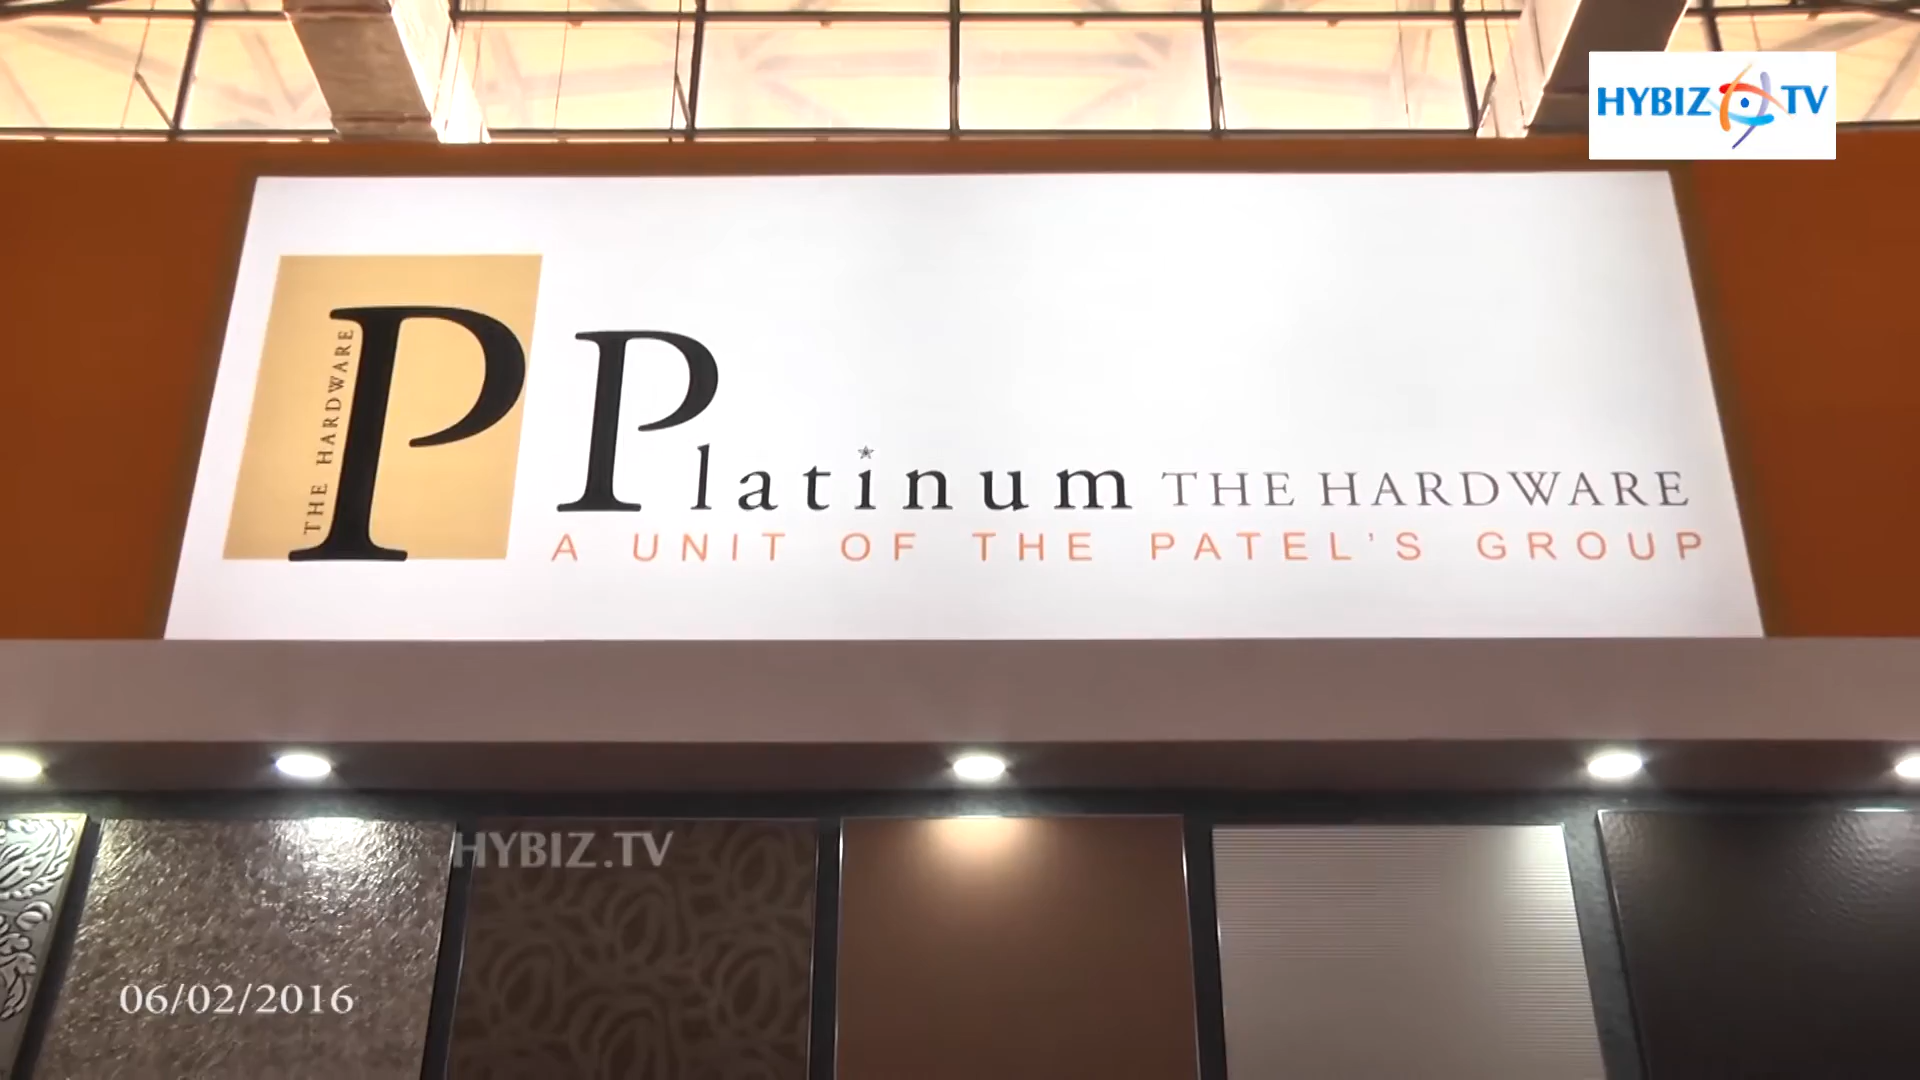 HYBIZ TV
THE HARDWARE
P
Platinum THE HARDWARE
A UNIT OF THE PATEL'S GROUP
HYBIZ.TV
06/02/2016